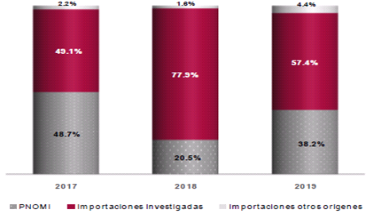 2.2% 1.6% 4.4%
49.1% 77.9% 57.4%
48.7% 20.5% 38.2%
2017 2018 2019
PNOMI Importaciones Investigadas Importaciones otros orígenes